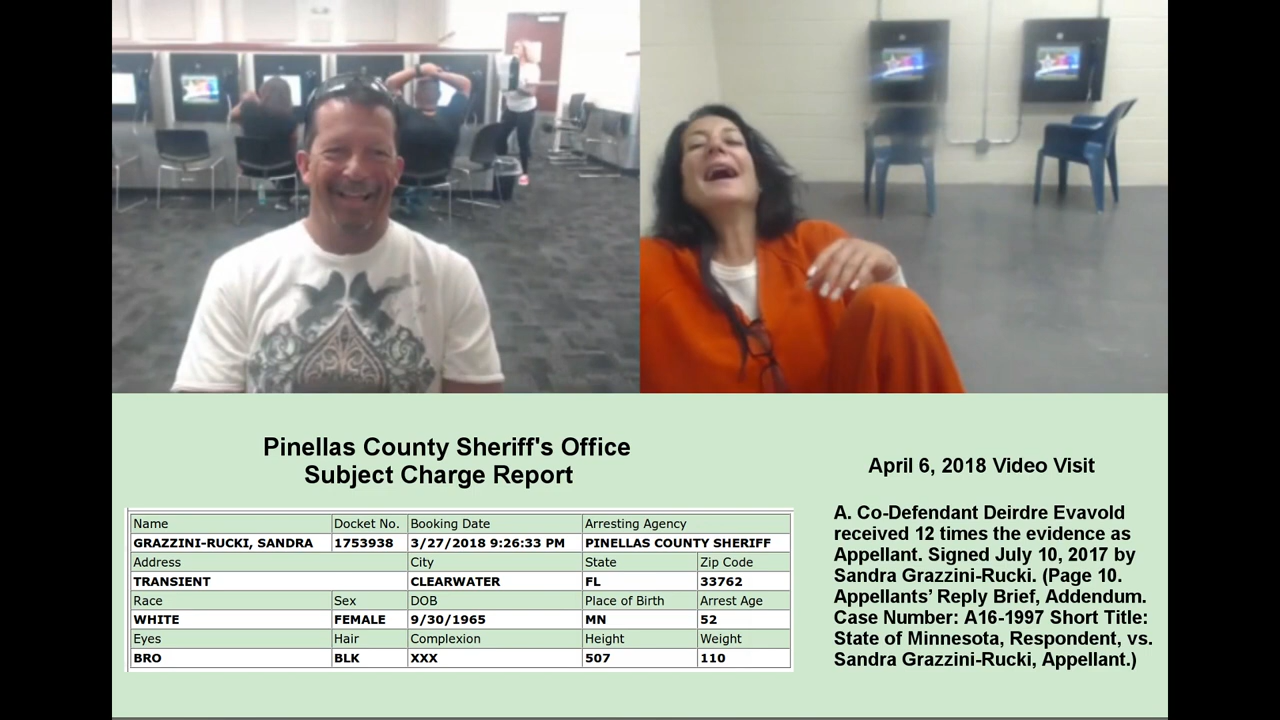 Pinellas County Sheriff's Office
Subject Charge Report
Name Docket No. Booking Date Arresting Agency
GRAZZINI-RUCKI, SANDRA 1753938 3/27/2018 9:26:33 PM PINELLAS COUNTY SHERIFF
Address City State Zip Code
TRANSIENT CLEARWATER FL 33762
Race Sex DOB Place of Birth Arrest Age
WHITE FEMALE 9/30/1965 MN 52
Eyes Hair Complexion Height Weight
BRO BLK XXX 507 110
April 6, 2018 Video Visit
A. Co-Defendant Deirdre Evavold
received 12 times the evidence as
Appellant. Signed July 10, 2017 by
Sandra Grazzini-Rucki. (Page 10.
Appellants’ Reply Brief, Addendum.
Case Number: A16-1997 Short Title:
State of Minnesota, Respondent, vs.
Sandra Grazzini-Rucki, Appellant.)